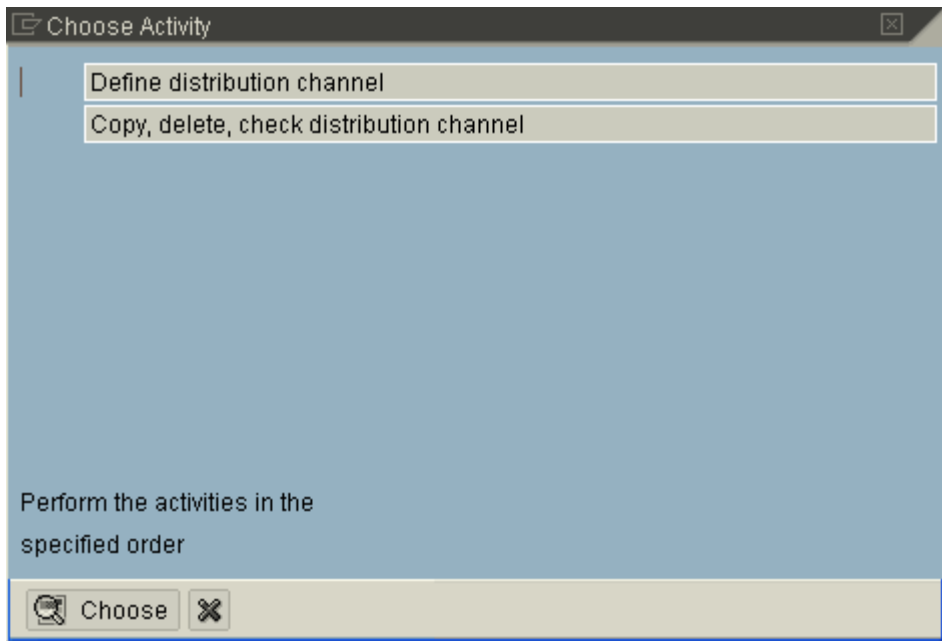 Choose Activity
Define distribution channel
Copy, delete, check distribution channel
Perform the activities in the
specified order
Choose